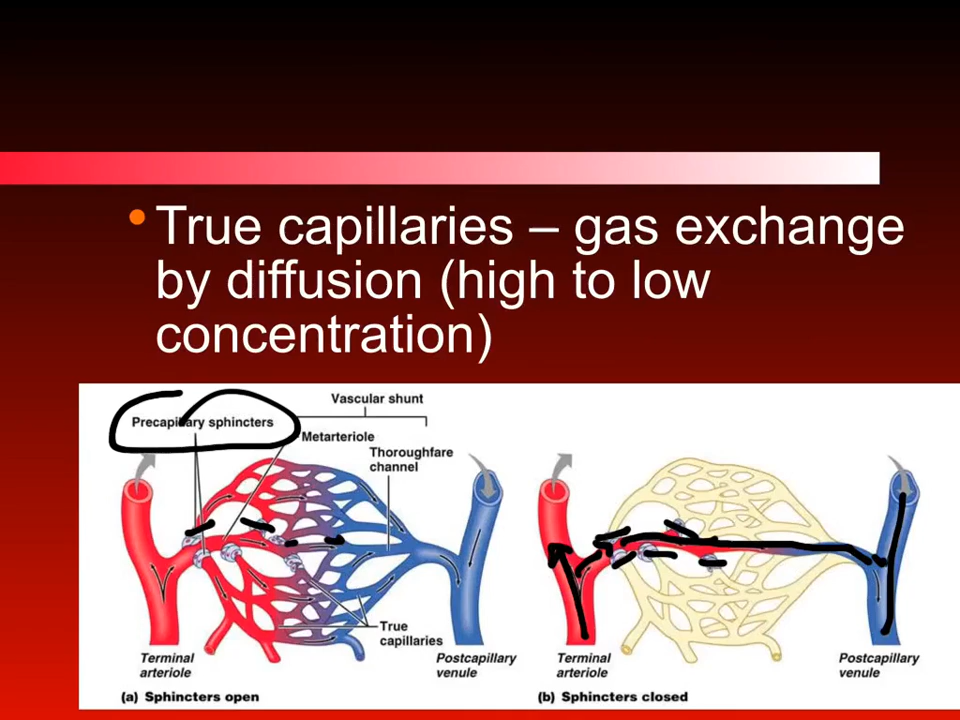 • True capillaries – gas exchange
by diffusion (high to low
concentration)
Vascular shunt
Precapillary sphincters
Metarteriole
Thoroughfare
channel
True
capillaries
Terminal
arteriole
Postcapillary
venule
(a) Sphincters open
Terminal
arteriole
Postcapillary
venule
(b) Sphincters closed